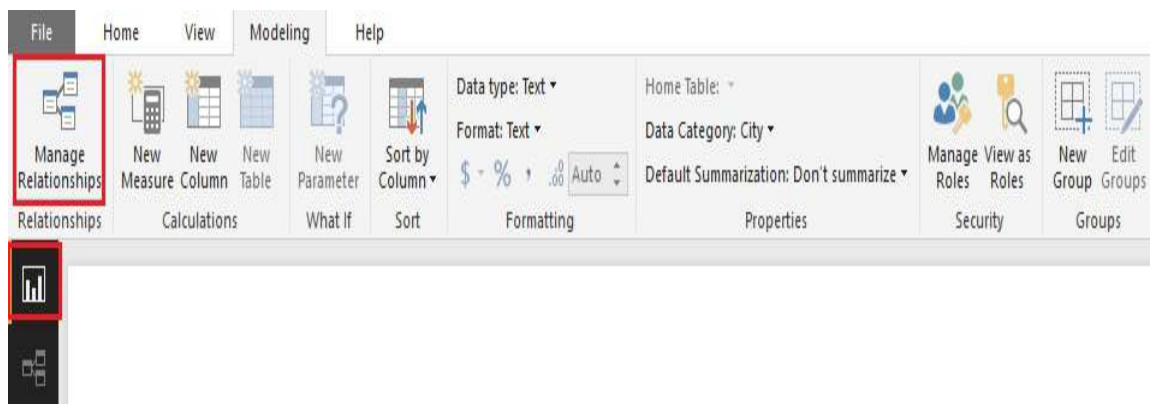 File Home View Modeling Help
Manage Relationships
New Measure
New Column
New Table
New Parameter
Sort by Column
Data type: Text
Format: Text
$ % , .00 Auto
Home Table:
Data Category: City
Default Summarization: Don't summarize
Manage Roles
View as Roles
New Group
Edit Groups
Relationships Calculations What If Sort Formatting Properties Security Groups